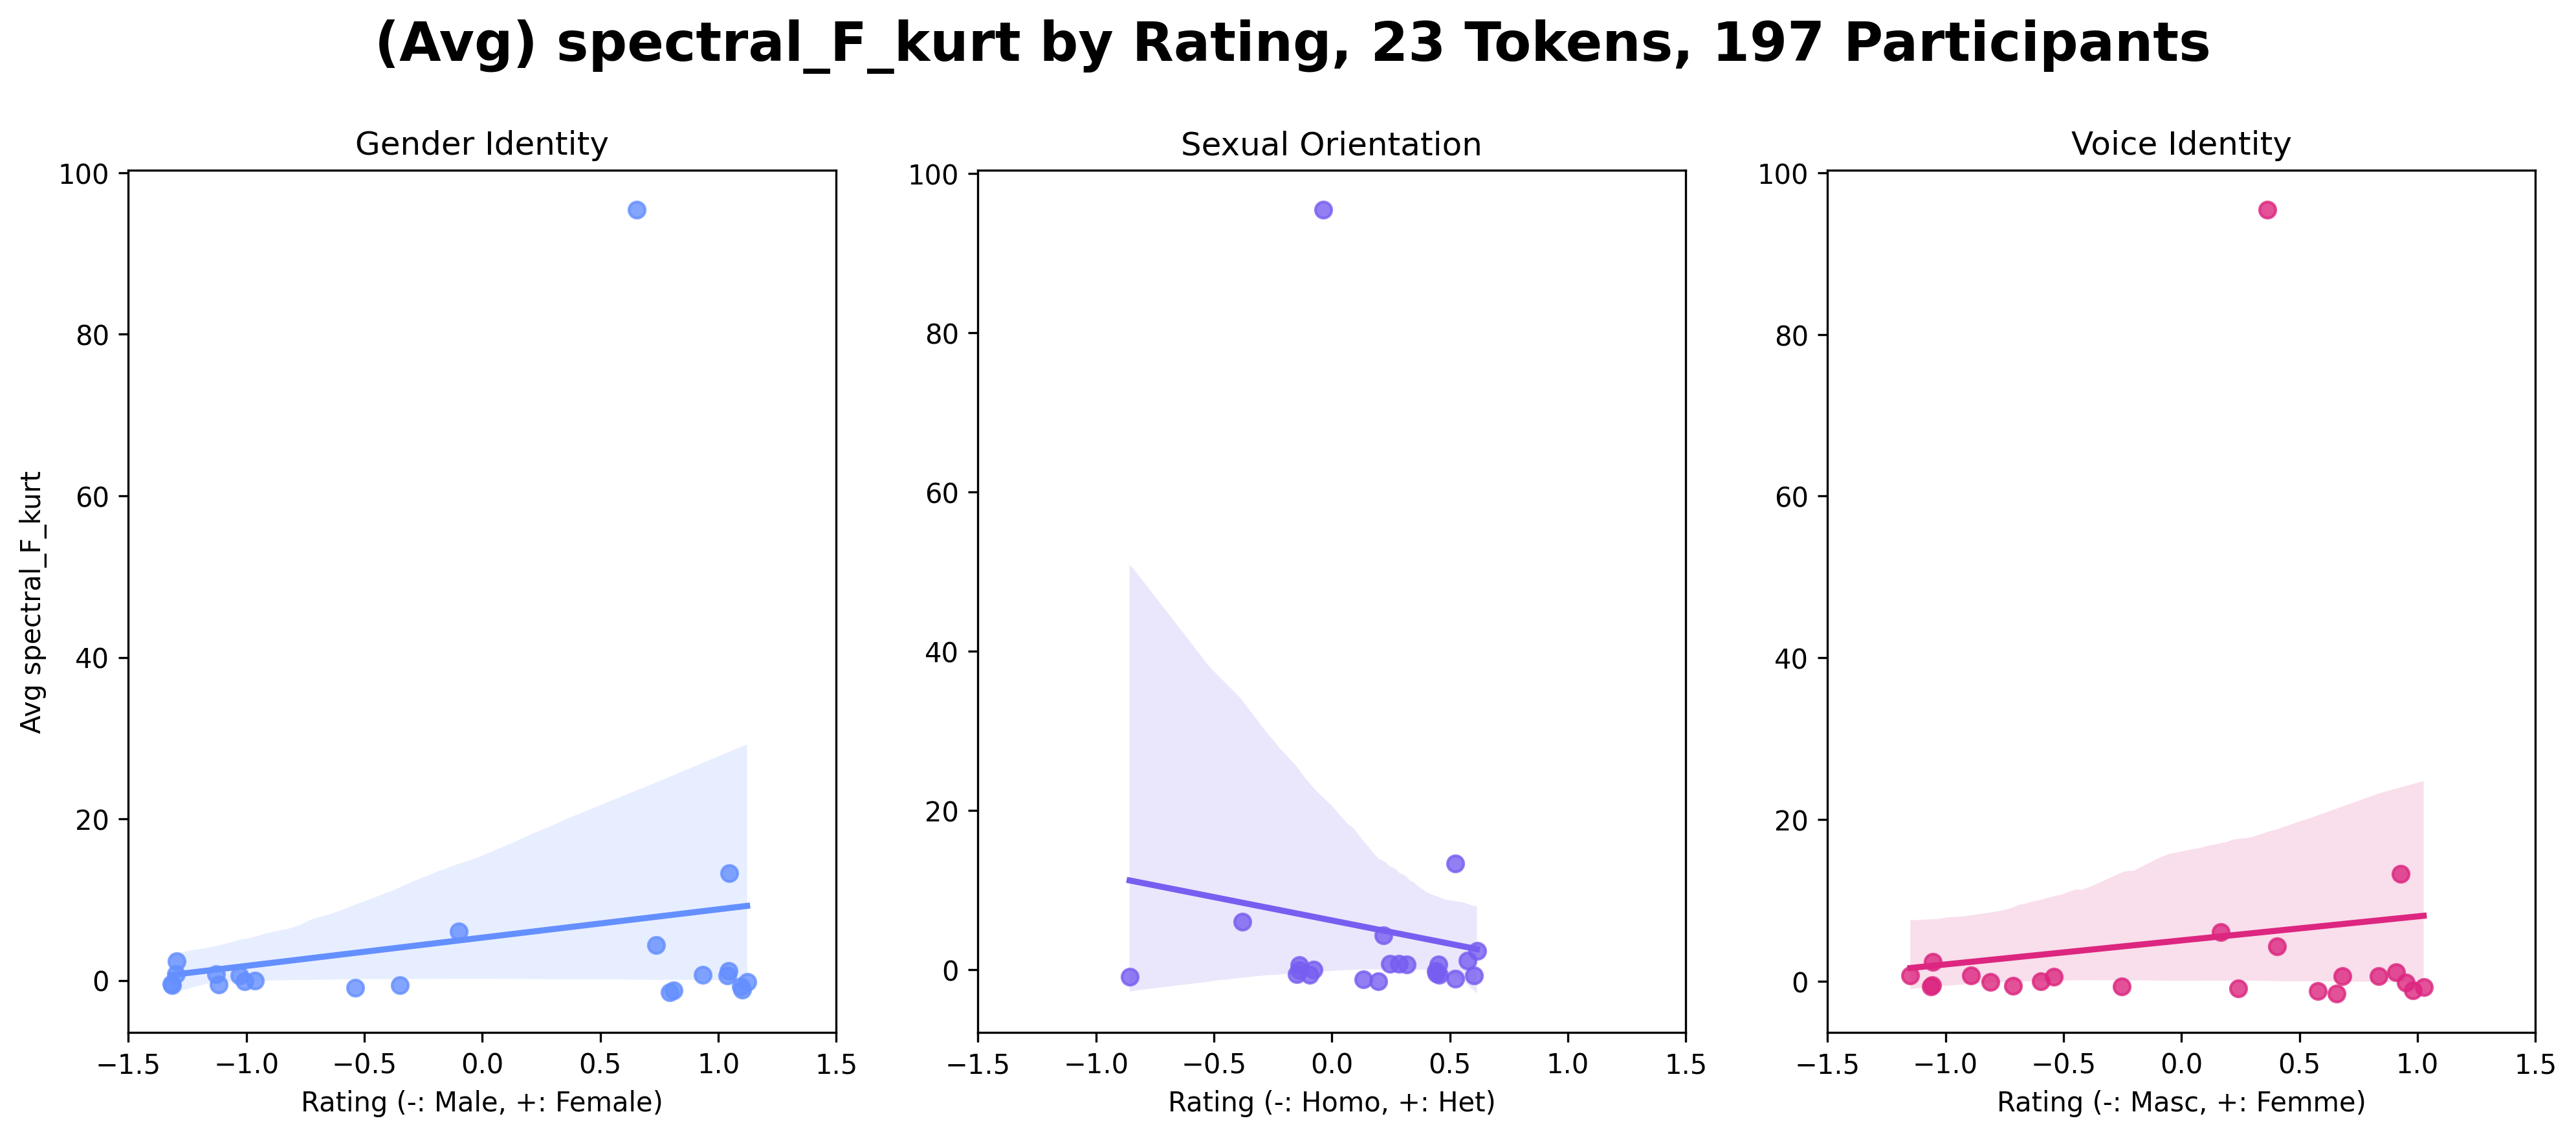 (Avg) spectral_F_kurt by Rating, 23 Tokens, 197 Participants
Gender Identity
100
80
60
40
20
0
−1.5 −1.0 −0.5 0.0 0.5 1.0 1.5
Avg spectral_F_kurt
Rating (-: Male, +: Female)
Sexual Orientation
100
80
60
40
20
0
−1.5 −1.0 −0.5 0.0 0.5 1.0 1.5
Rating (-: Homo, +: Het)
Voice Identity
100
80
60
40
20
0
−1.5 −1.0 −0.5 0.0 0.5 1.0 1.5
Rating (-: Masc, +: Femme)